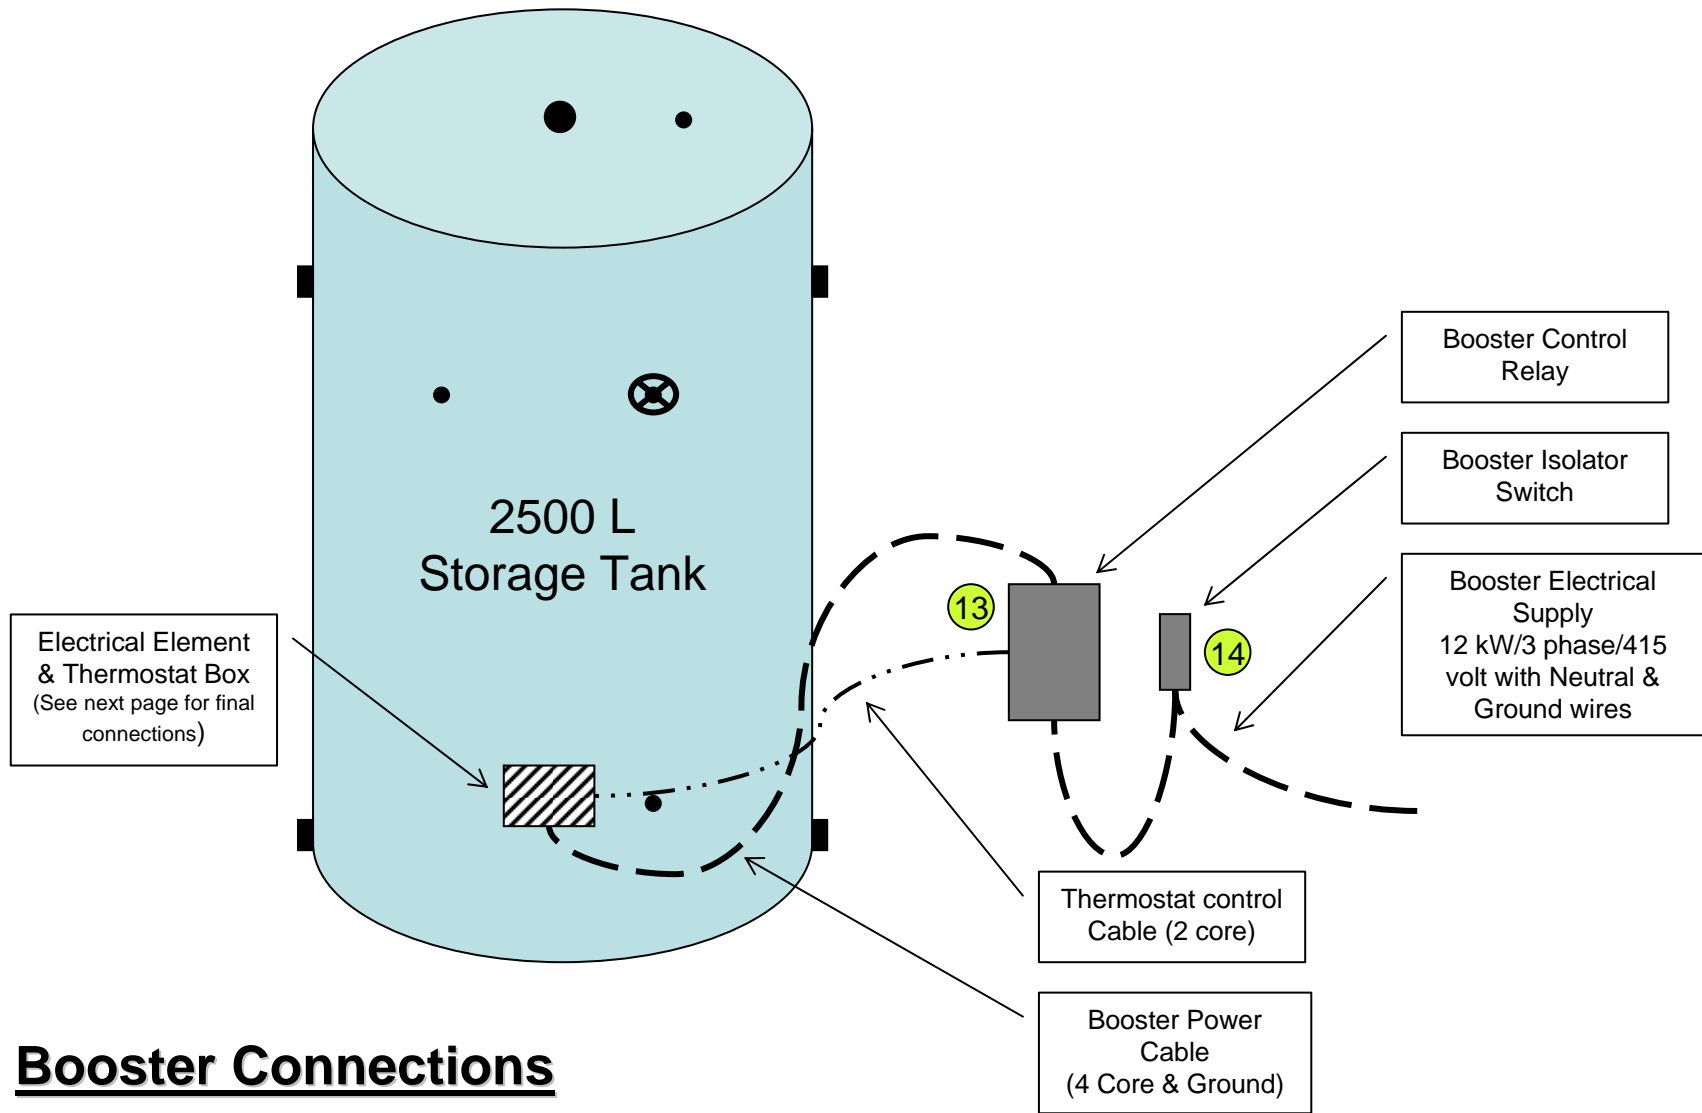 2500 L
Storage Tank
Electrical Element
& Thermostat Box
(See next page for final
connections)
13
14
Booster Control
Relay
Booster Isolator
Switch
Booster Electrical
Supply
12 kW/3 phase/415
volt with Neutral &
Ground wires
Thermostat control
Cable (2 core)
Booster Power
Cable
(4 Core & Ground)
Booster Connections